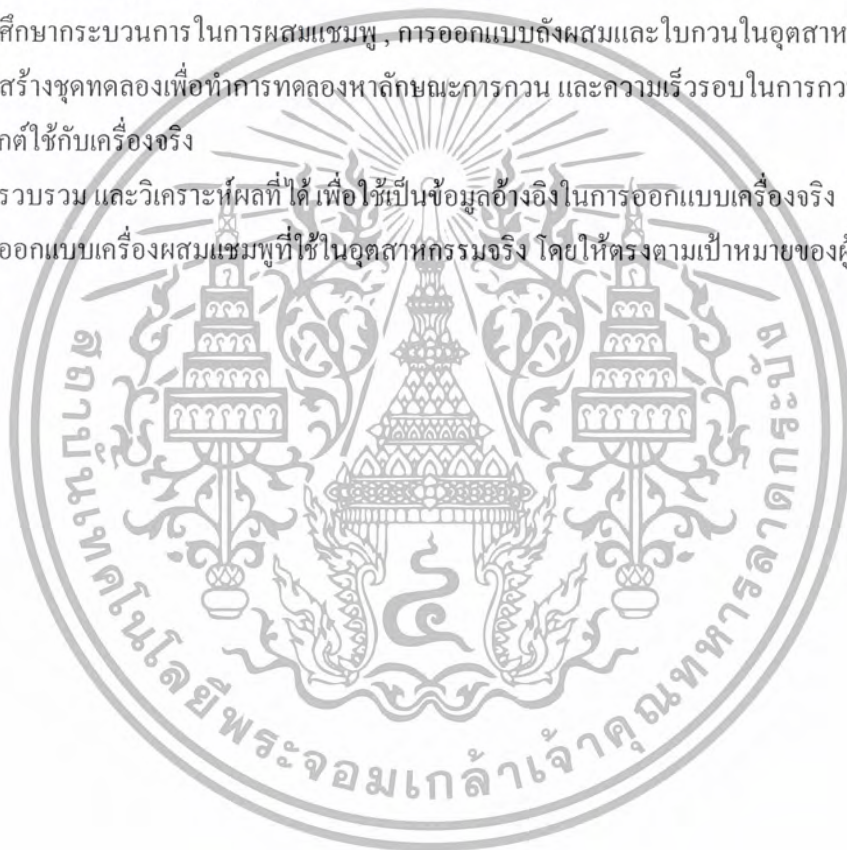 ศึกษากระบวนการในการผสมแชมพู , การออกแบบถังผสมและใบกวนในอุตสาห
สร้างชุดทดลองเพื่อทำการทดลองหาลักษณะการกวน และความเร็วรอบในการกว
กต์ใช้กับเครื่องจริง
รวบรวม และวิเคราะห์ผลที่ได้ เพื่อใช้เป็นข้อมูลอ้างอิงในการออกแบบเครื่องจริง
ออกแบบเครื่องผสมแชมพูที่ใช้ในอุตสาหกรรมจริง โดยให้ตรงตามเป้าหมายของผู้
สถาบันเทคโนโลยีพระจอมเกล้าเจ้าคุณทหารลาดกระบัง